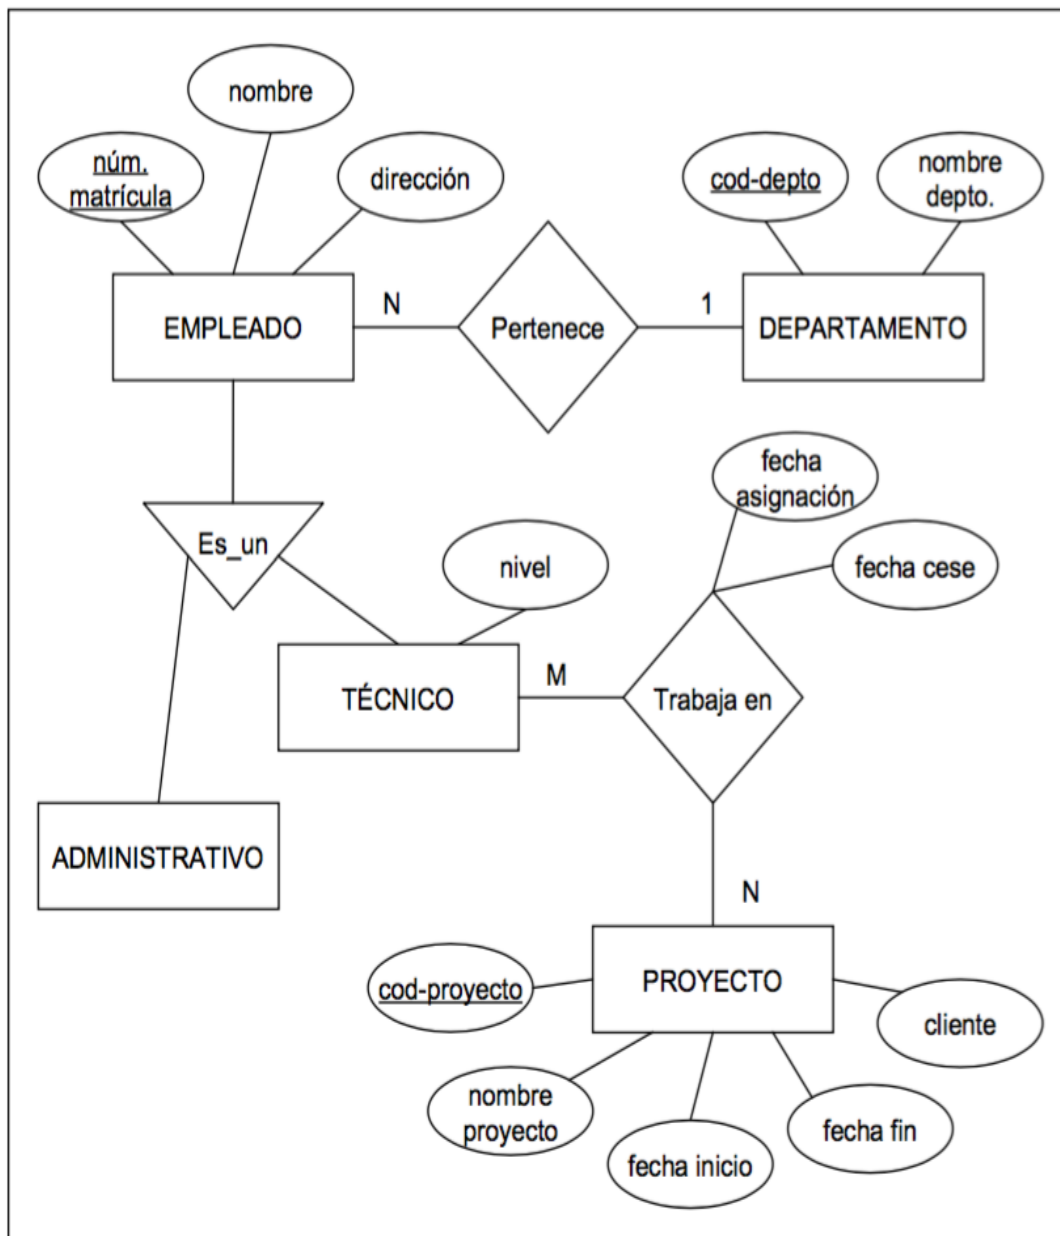 nombre
núm.
matrícula
dirección
cod-depto
nombre
depto.
EMPLEADO
N
Pertenece
1
DEPARTAMENTO
fecha
asignación
Es_un
nivel
fecha cese
TÉCNICO
M
Trabaja en
ADMINISTRATIVO
N
cod-proyecto
PROYECTO
cliente
nombre
proyecto
fecha inicio
fecha fin